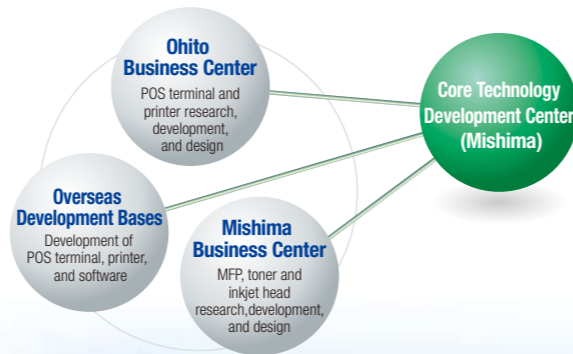 Ohito
Business Center
POS terminal and
printer research,
development,
and design
Core Technology
Development Center
(Mishima)
Overseas
Development Bases
Development of
POS terminal, printer,
and software
Mishima
Business Center
MFP, toner and
inkjet head
research,development,
and design